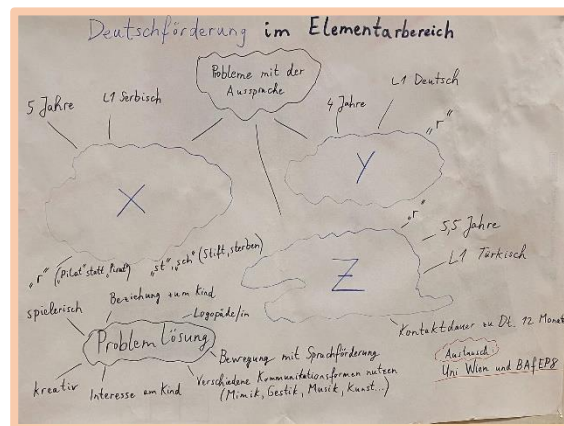 Deutschförderung im Elementarbereich
Probleme mit der
Aussprache
5 Jahre
L1 Serbisch
X
"r" ("Pilat" statt "Pirat")
"st", "sch" (Stift, sterben)
4 Jahre
L1 Deutsch
"r"
Y
"r"
5,5 Jahre
L1 Türkisch
Z
Kontaktdauer zu Dt. 12 Monate
Problem Lösung
spielerisch
Beziehung zum Kind
Logopäde/in
Bewegung mit Sprachförderung
Verschiedene Kommunikationsformen nutzen
(Mimik, Gestik, Musik, Kunst...)
Interesse am Kind
kreativ
Austausch
Uni Wien und BAfEP8